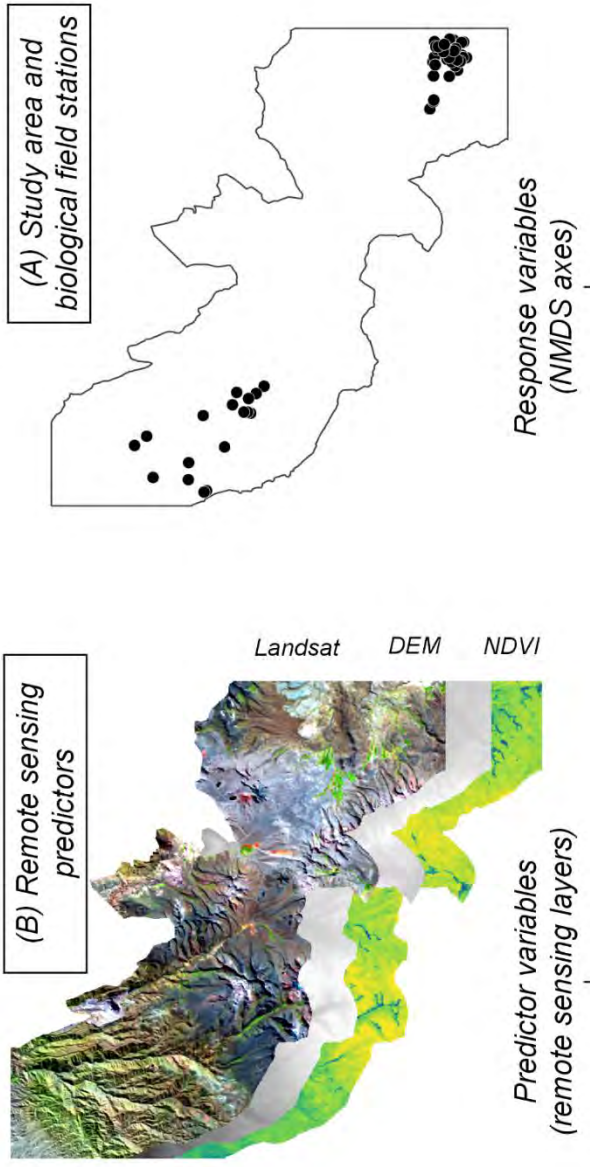 (A) Study area and
biological field stations
Response variables
(NMDS axes)
(B) Remote sensing
predictors
Landsat
DEM
NDVI
Predictor variables
(remote sensing layers)